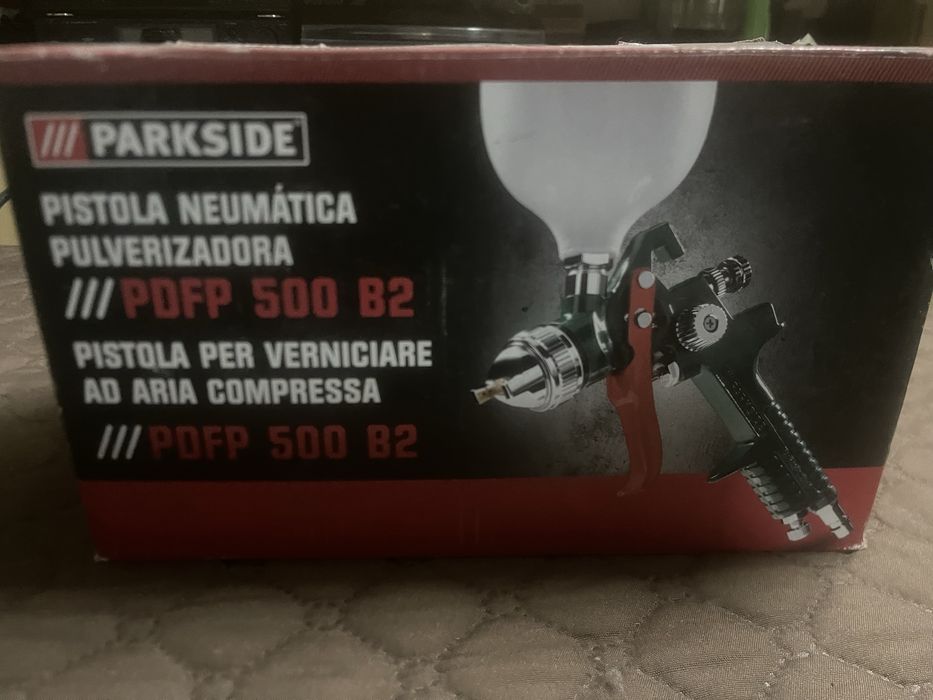 /// PARKSIDE
PISTOLA NEUMÁTICA
PULVERIZADORA
/// PDFP 500 B2
PISTOLA PER VERNICIARE
AD ARIA COMPRESSA
/// PDFP 500 B2